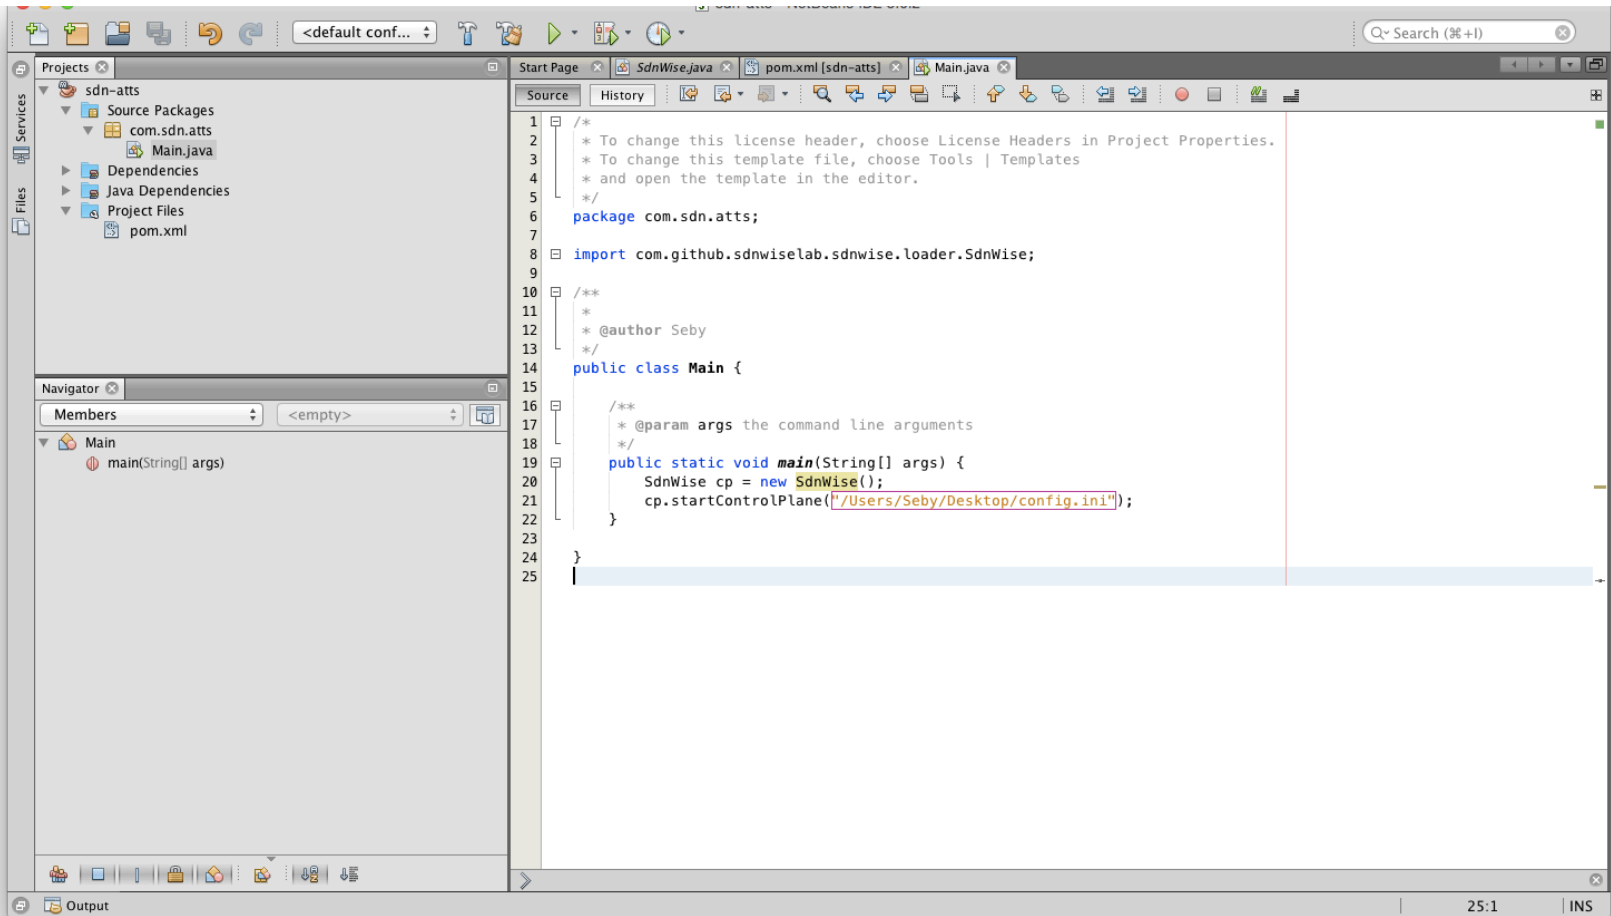 <default conf...
Search (⌘+I)
Projects
Start Page
SdnWise.java
pom.xml [sdn-atts]
Main.java
Services
Files
sdn-atts
Source Packages
com.sdn.atts
Main.java
Dependencies
Java Dependencies
Project Files
pom.xml
Navigator
Members
<empty>
Main
main(String[] args)
Source
History
1 /*
2 * To change this license header, choose License Headers in Project Properties.
3 * To change this template file, choose Tools | Templates
4 * and open the template in the editor.
5 */
6 package com.sdn.atts;
7
8 import com.github.sdnwiselab.sdnwise.loader.SdnWise;
9
10 /**
11 *
12 * @author Seby
13 */
14 public class Main {
15
16 /**
17 * @param args the command line arguments
18 */
19 public static void main(String[] args) {
20 SdnWise cp = new SdnWise();
21 cp.startControlPlane("/Users/Seby/Desktop/config.ini");
22 }
23
24 }
25
Output
25:1
INS